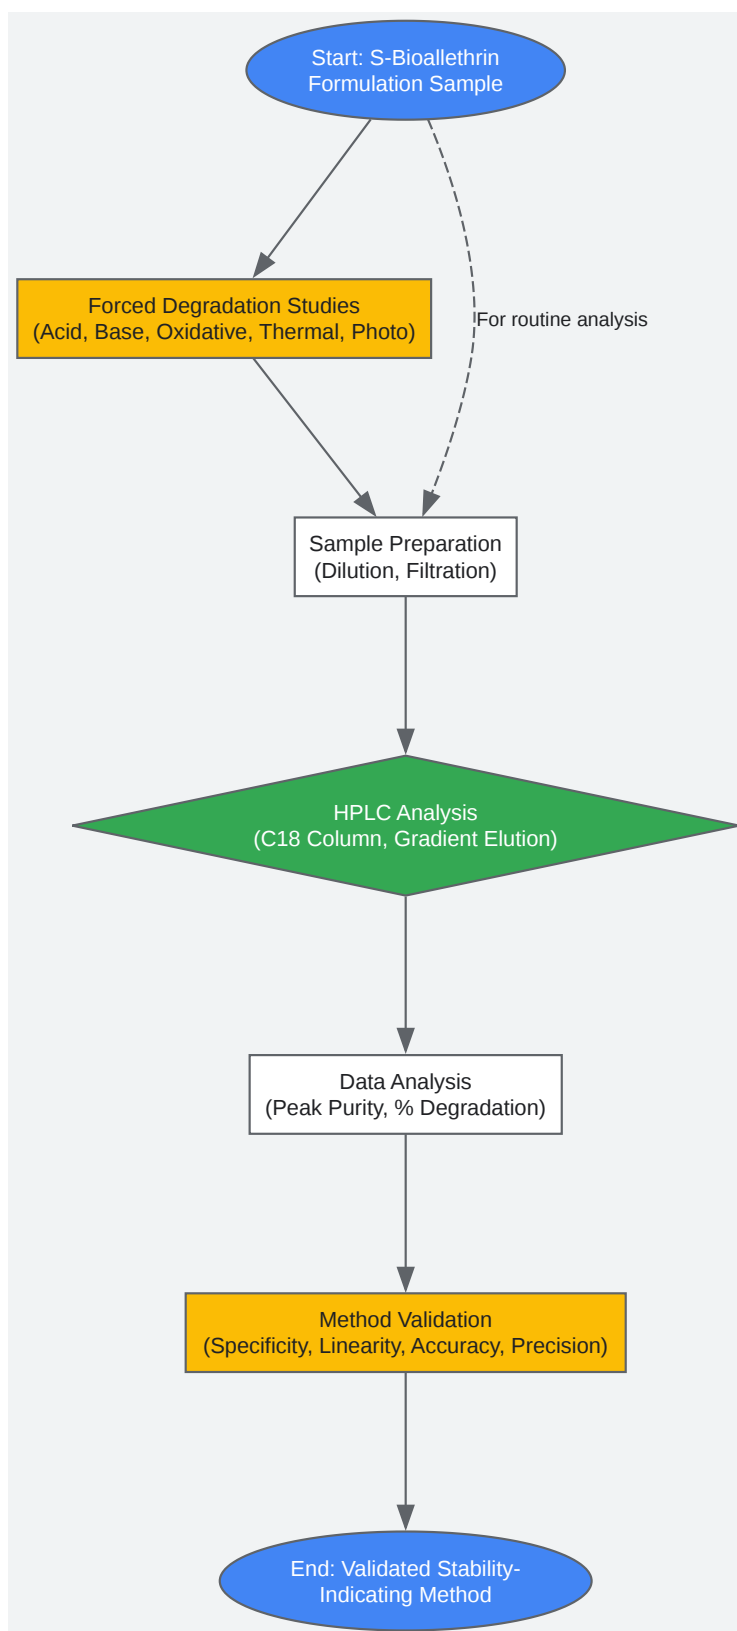 Start: S-Bioallethrin
Formulation Sample
Forced Degradation Studies
(Acid, Base, Oxidative, Thermal, Photo)
For routine analysis
Sample Preparation
(Dilution, Filtration)
HPLC Analysis
(C18 Column, Gradient Elution)
Data Analysis
(Peak Purity, % Degradation)
Method Validation
(Specificity, Linearity, Accuracy, Precision)
End: Validated Stability-
Indicating Method